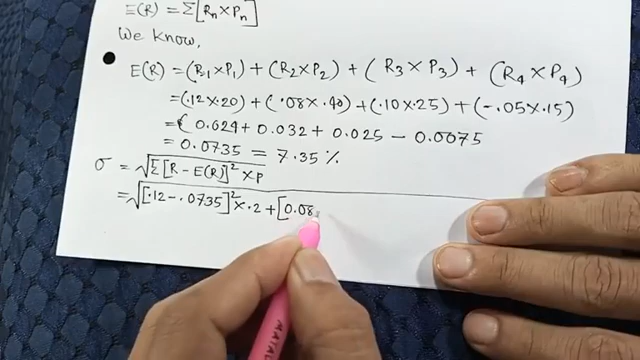 E(R) = Σ[Rn × Pn]
We know,
E(R) = (R1 × P1) + (R2 × P2) + (R3 × P3) + (R4 × P4)
= (.12 × .20) + (.08 × .40) + (.10 × .25) + (-.05 × .15)
= (0.024 + 0.032 + 0.025 - 0.0075
= 0.0735 = 7.35 %
σ = √Σ[R - E(R)]² × P
= √[.12 - .0735]² × .2 + [0.08